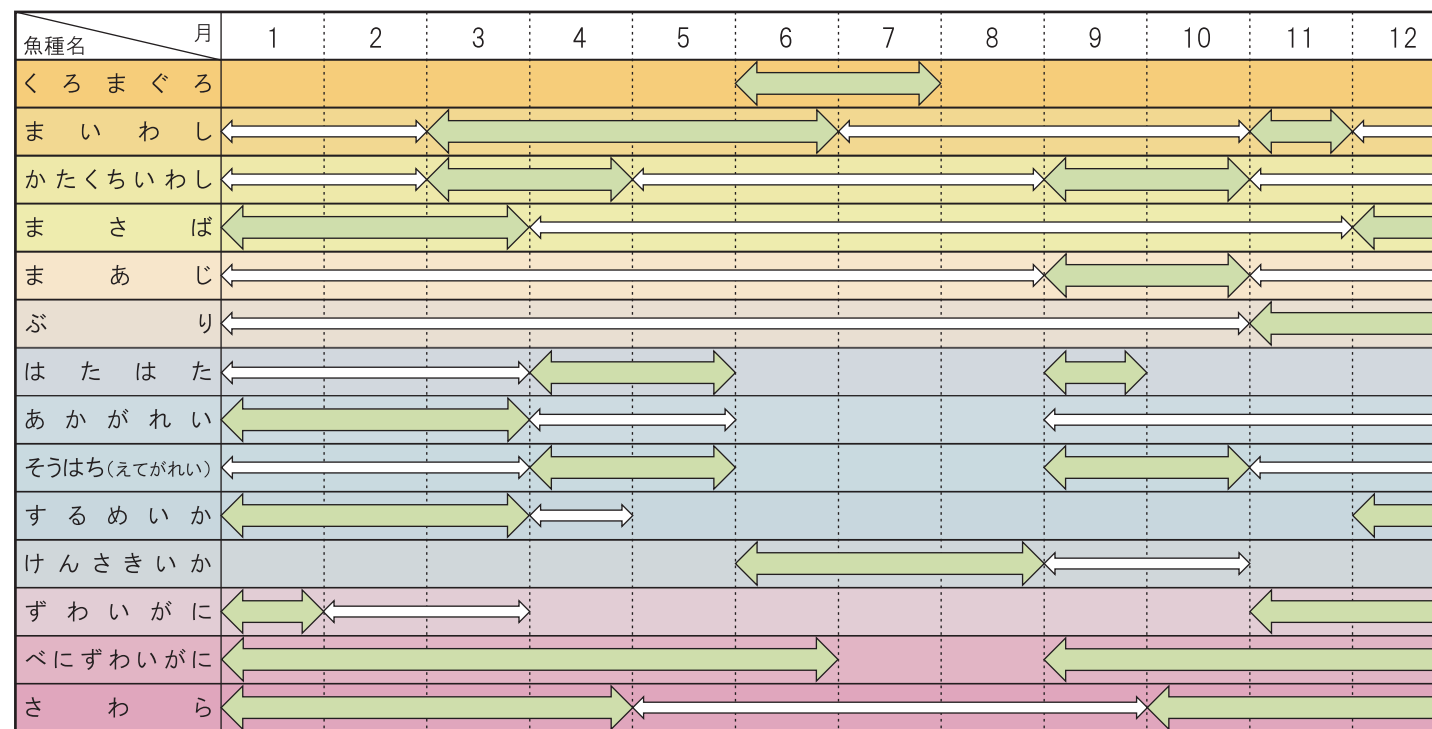 月
魚種名
1 2 3 4 5 6 7 8 9 10 11 12
くろまぐろ
まいわし
かたくちいわし
まさば
まあじ
ぶり
はたはた
あかがれい
そうはち(えてがれい)
するめいか
けんさきいか
ずわいがに
べにずわいがに
さわら